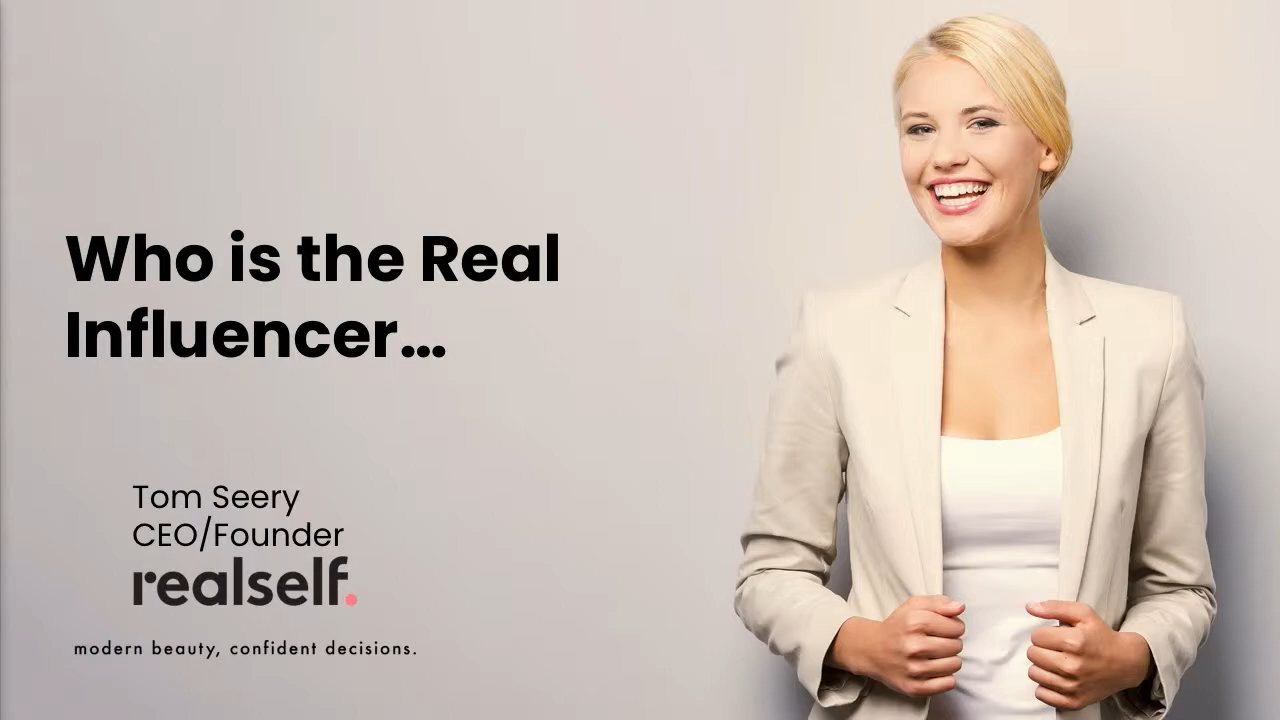 Who is the Real
Influencer...
Tom Seery
CEO/Founder
realself.
modern beauty, confident decisions.